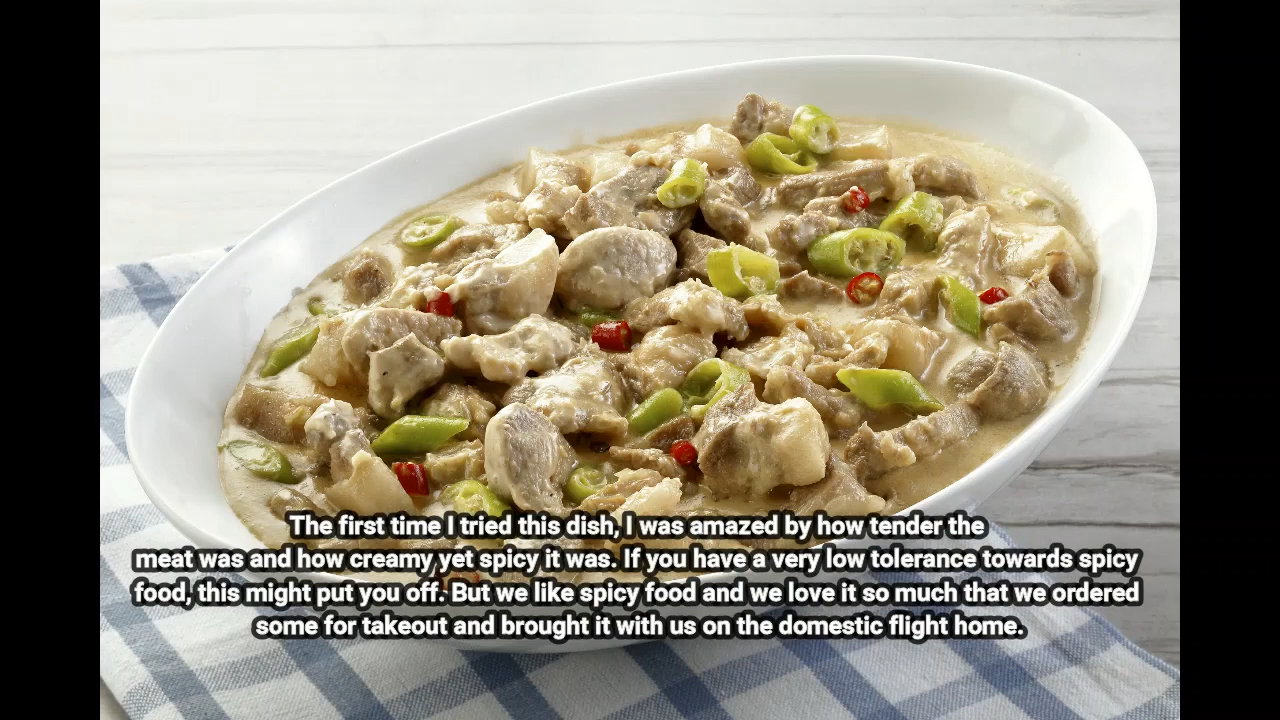 The first time I tried this dish, I was amazed by how tender the
meat was and how creamy yet spicy it was. If you have a very low tolerance towards spicy
food, this might put you off. But we like spicy food and we love it so much that we ordered
some for takeout and brought it with us on the domestic flight home.